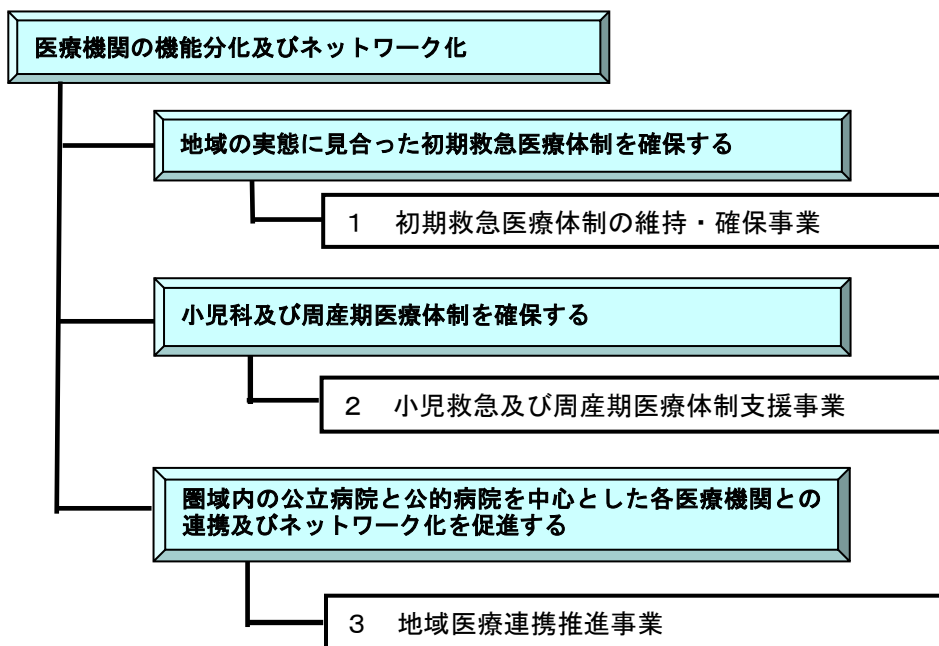 医療機関の機能分化及びネットワーク化
地域の実態に見合った初期救急医療体制を確保する
１　初期救急医療体制の維持・確保事業
小児科及び周産期医療体制を確保する
２　小児救急及び周産期医療体制支援事業
圏域内の公立病院と公的病院を中心とした各医療機関との
連携及びネットワーク化を促進する
３　地域医療連携推進事業